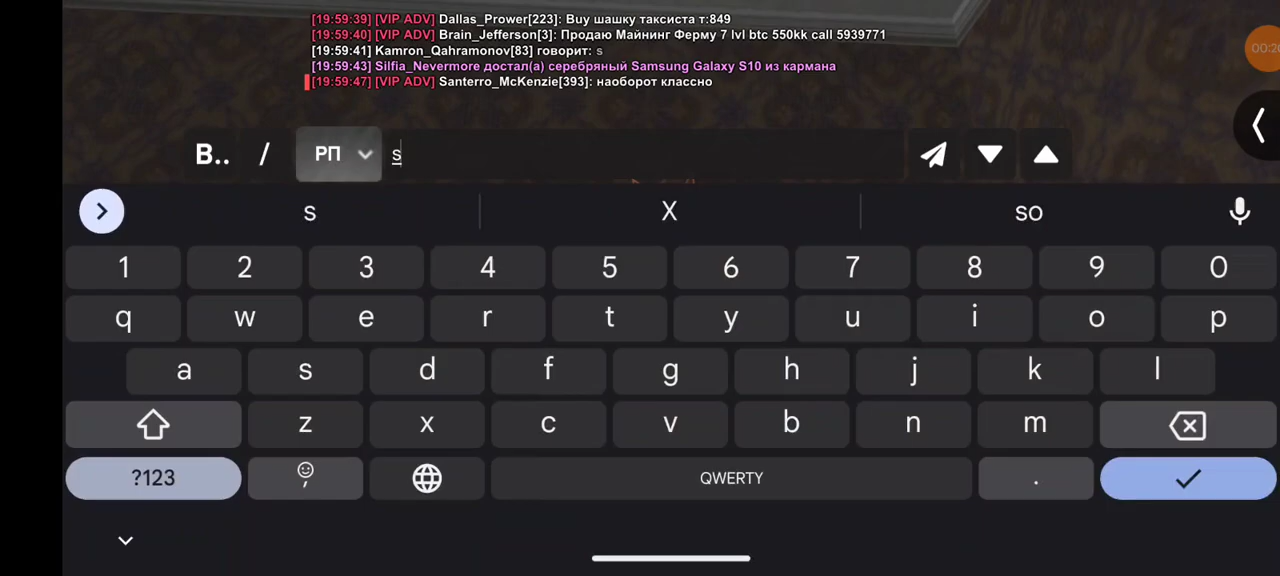 [19:59:39] [VIP ADV] Dallas_Prower[223]: Buy шашку таксиста т:849
[19:59:40] [VIP ADV] Brain_Jefferson[3]: Продаю Майнинг Ферму 7 lvl btc 550kk call 5939771
[19:59:41] Kamron_Qahramonov[83] говорит: s
[19:59:43] Silfia_Nevermore достал(а) серебряный Samsung Galaxy S10 из кармана
[19:59:47] [VIP ADV] Santerro_McKenzie[393]: наоборот классно
B.. / РП s
s X so
1 2 3 4 5 6 7 8 9 0
q w e r t y u i o p
a s d f g h j k l
z x c v b n m
?123 , QWERTY .